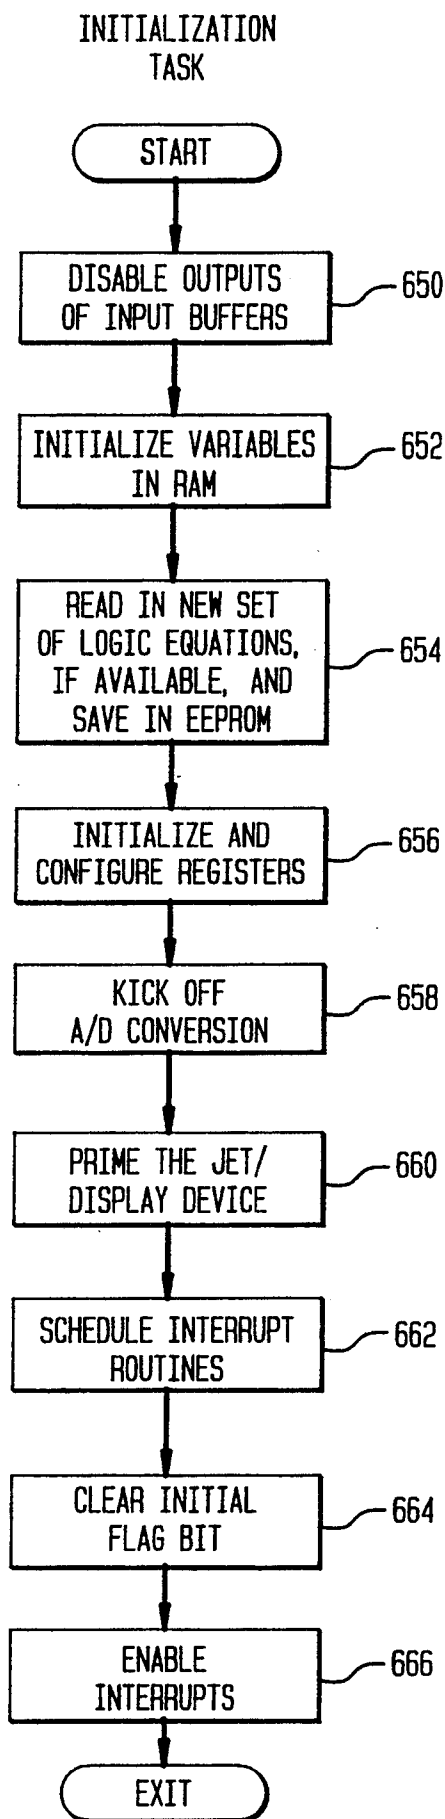 INITIALIZATION
TASK
START
DISABLE OUTPUTS
OF INPUT BUFFERS
650
INITIALIZE VARIABLES
IN RAM
652
READ IN NEW SET
OF LOGIC EQUATIONS,
IF AVAILABLE, AND
SAVE IN EEPROM
654
INITIALIZE AND
CONFIGURE REGISTERS
656
KICK OFF
A/D CONVERSION
658
PRIME THE JET/
DISPLAY DEVICE
660
SCHEDULE INTERRUPT
ROUTINES
662
CLEAR INITIAL
FLAG BIT
664
ENABLE
INTERRUPTS
666
EXIT